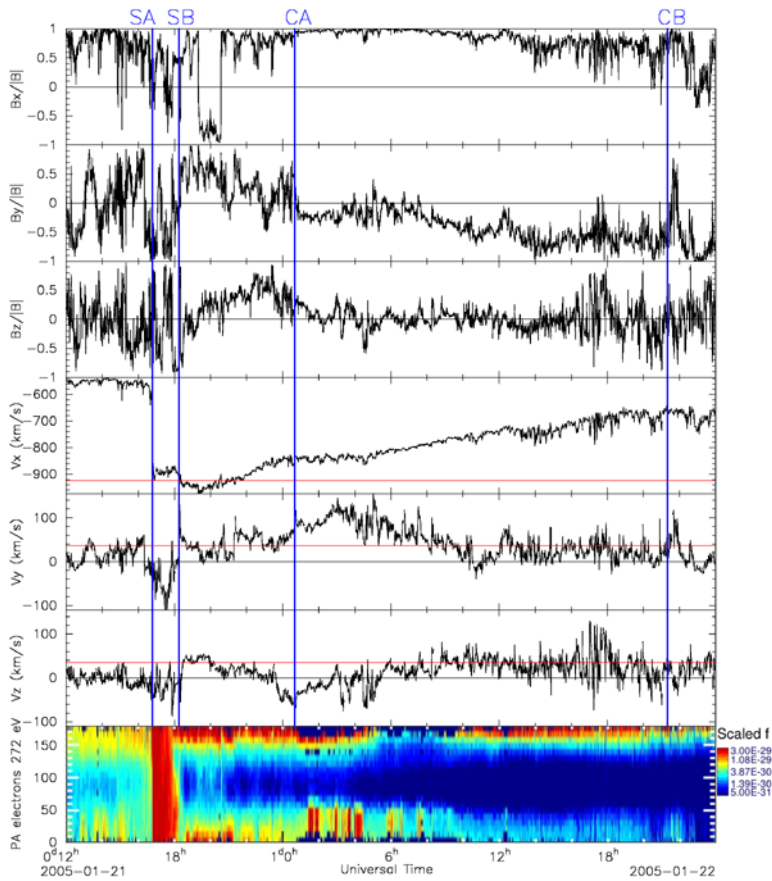 SA SB CA CB
1
0.5
0
−0.5
−1
Bx/|B|
0.5
0
−0.5
−1
By/|B|
0.5
0
−0.5
−1
Bz/|B|
−600
−700
−800
−900
Vx (km/s)
100
0
−100
Vy (km/s)
100
0
−100
Vz (km/s)
150
100
50
0
PA electrons 272 eV
Scaled f
3.00E-29
1.08E-29
3.87E-30
1.39E-30
5.00E-31
0ᵈ12ʰ 18ʰ 1ᵈ0ʰ 6ʰ 12ʰ 18ʰ
2005-01-21 Universal Time 2005-01-22